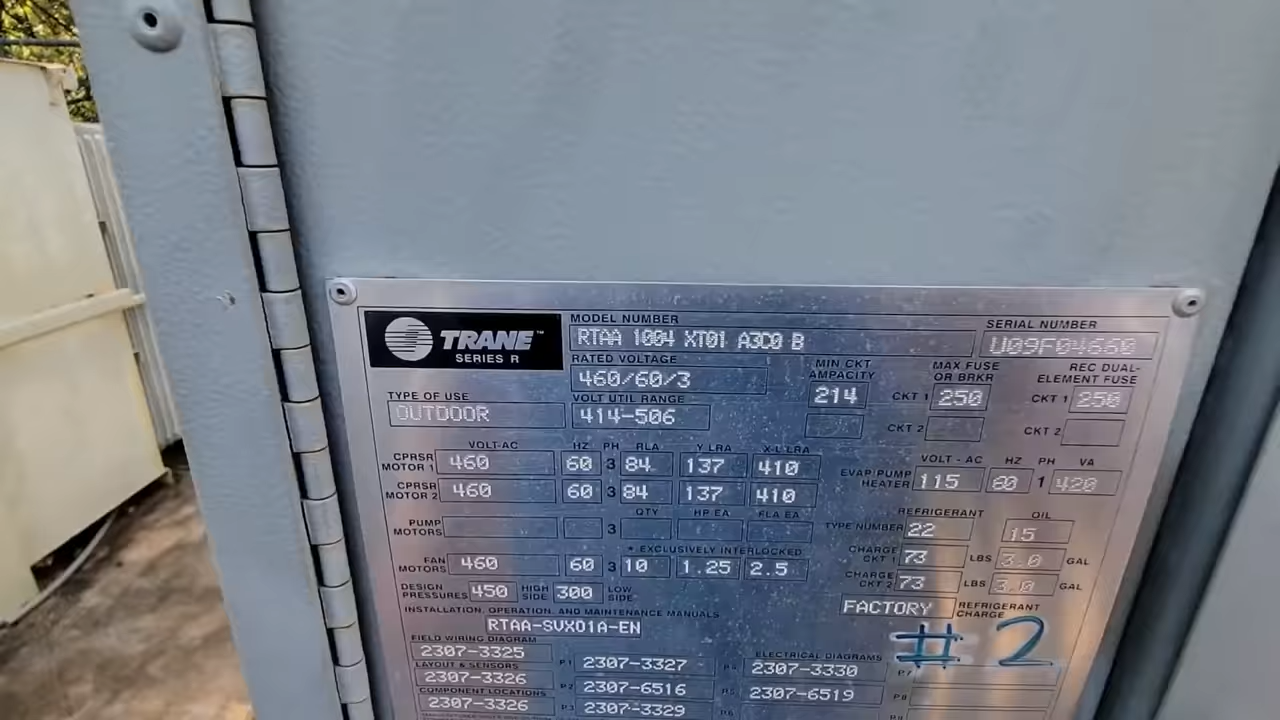 TRANE™
SERIES R
MODEL NUMBER
RTAA 1004 XT01 A3C0 B
SERIAL NUMBER
U09F04660
RATED VOLTAGE
460/60/3
MIN CKT AMPACITY
214
MAX FUSE OR BRKR
CKT 1 250
CKT 2
REC DUAL-ELEMENT FUSE
CKT 1 250
CKT 2
TYPE OF USE
OUTDOOR
VOLT UTIL RANGE
414-506
VOLT-AC HZ PH RLA Y LRA X-L LRA
CPRSR MOTOR 1 460 60 3 84 137 410
CPRSR MOTOR 2 460 60 3 84 137 410
VOLT - AC HZ PH VA
EVAP/PUMP HEATER 115 60 1 420
QTY HP EA FLA EA
PUMP MOTORS 3
* EXCLUSIVELY INTERLOCKED
FAN MOTORS 460 60 3 10 1.25 2.5
REFRIGERANT OIL
TYPE NUMBER 22 15
CHARGE CKT 1 73 LBS 3.0 GAL
CHARGE CKT 2 73 LBS 3.0 GAL
FACTORY REFRIGERANT CHARGE
DESIGN PRESSURES 450 HIGH SIDE 300 LOW SIDE
INSTALLATION, OPERATION, AND MAINTENANCE MANUALS
RTAA-SVX01A-EN
#2
FIELD WIRING DIAGRAM
2307-3325
LAYOUT & SENSORS
2307-3326
COMPONENT LOCATIONS
2307-3326
ELECTRICAL DIAGRAMS
P1 2307-3327 P4 2307-3330 P7
P2 2307-6516 P5 2307-6519 P8
P3 2307-3329 P6 P9